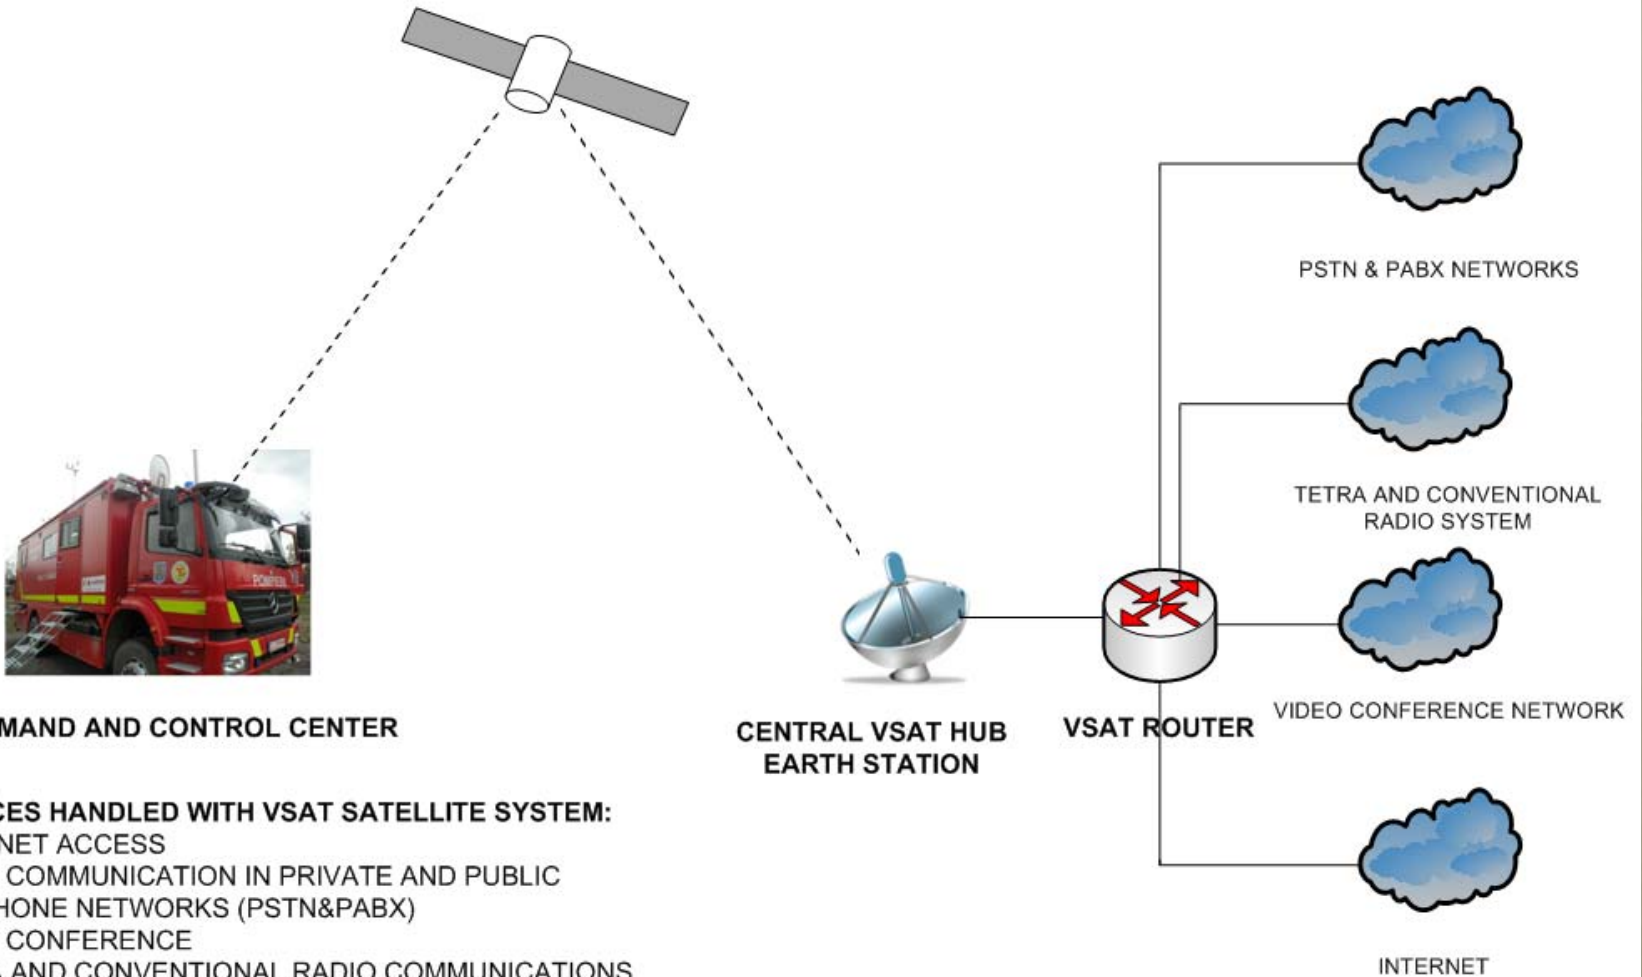 PSTN & PABX NETWORKS
TETRA AND CONVENTIONAL
RADIO SYSTEM
POMPIERII
MAND AND CONTROL CENTER
CENTRAL VSAT HUB
EARTH STATION
VSAT ROUTER
VIDEO CONFERENCE NETWORK
CES HANDLED WITH VSAT SATELLITE SYSTEM:
NET ACCESS
COMMUNICATION IN PRIVATE AND PUBLIC
HONE NETWORKS (PSTN&PABX)
CONFERENCE
AND CONVENTIONAL RADIO COMMUNICATIONS
INTERNET